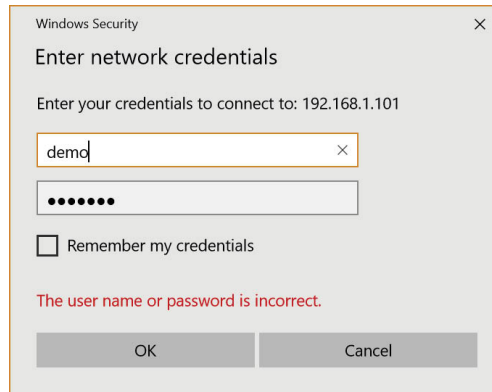 Windows Security
Enter network credentials
Enter your credentials to connect to: 192.168.1.101
demo
•••••••
Remember my credentials
The user name or password is incorrect.
OK
Cancel